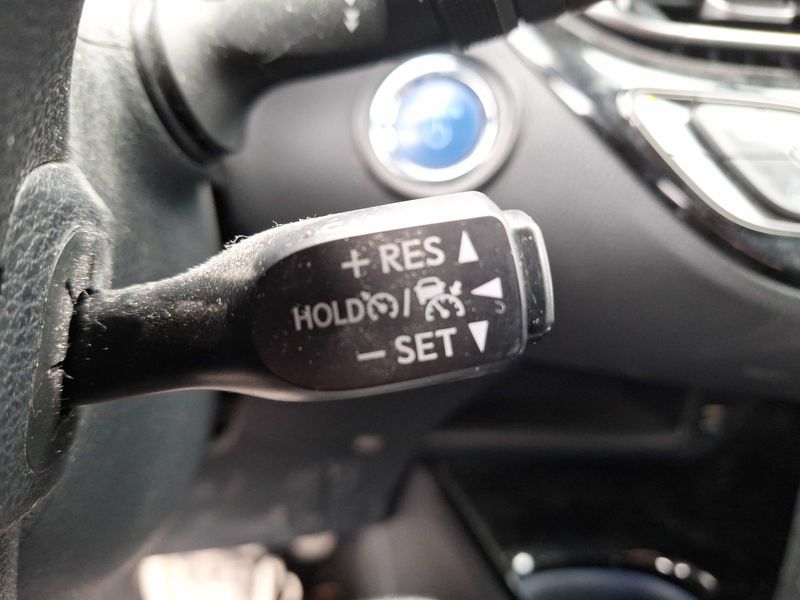 + RES
HOLD /
– SET